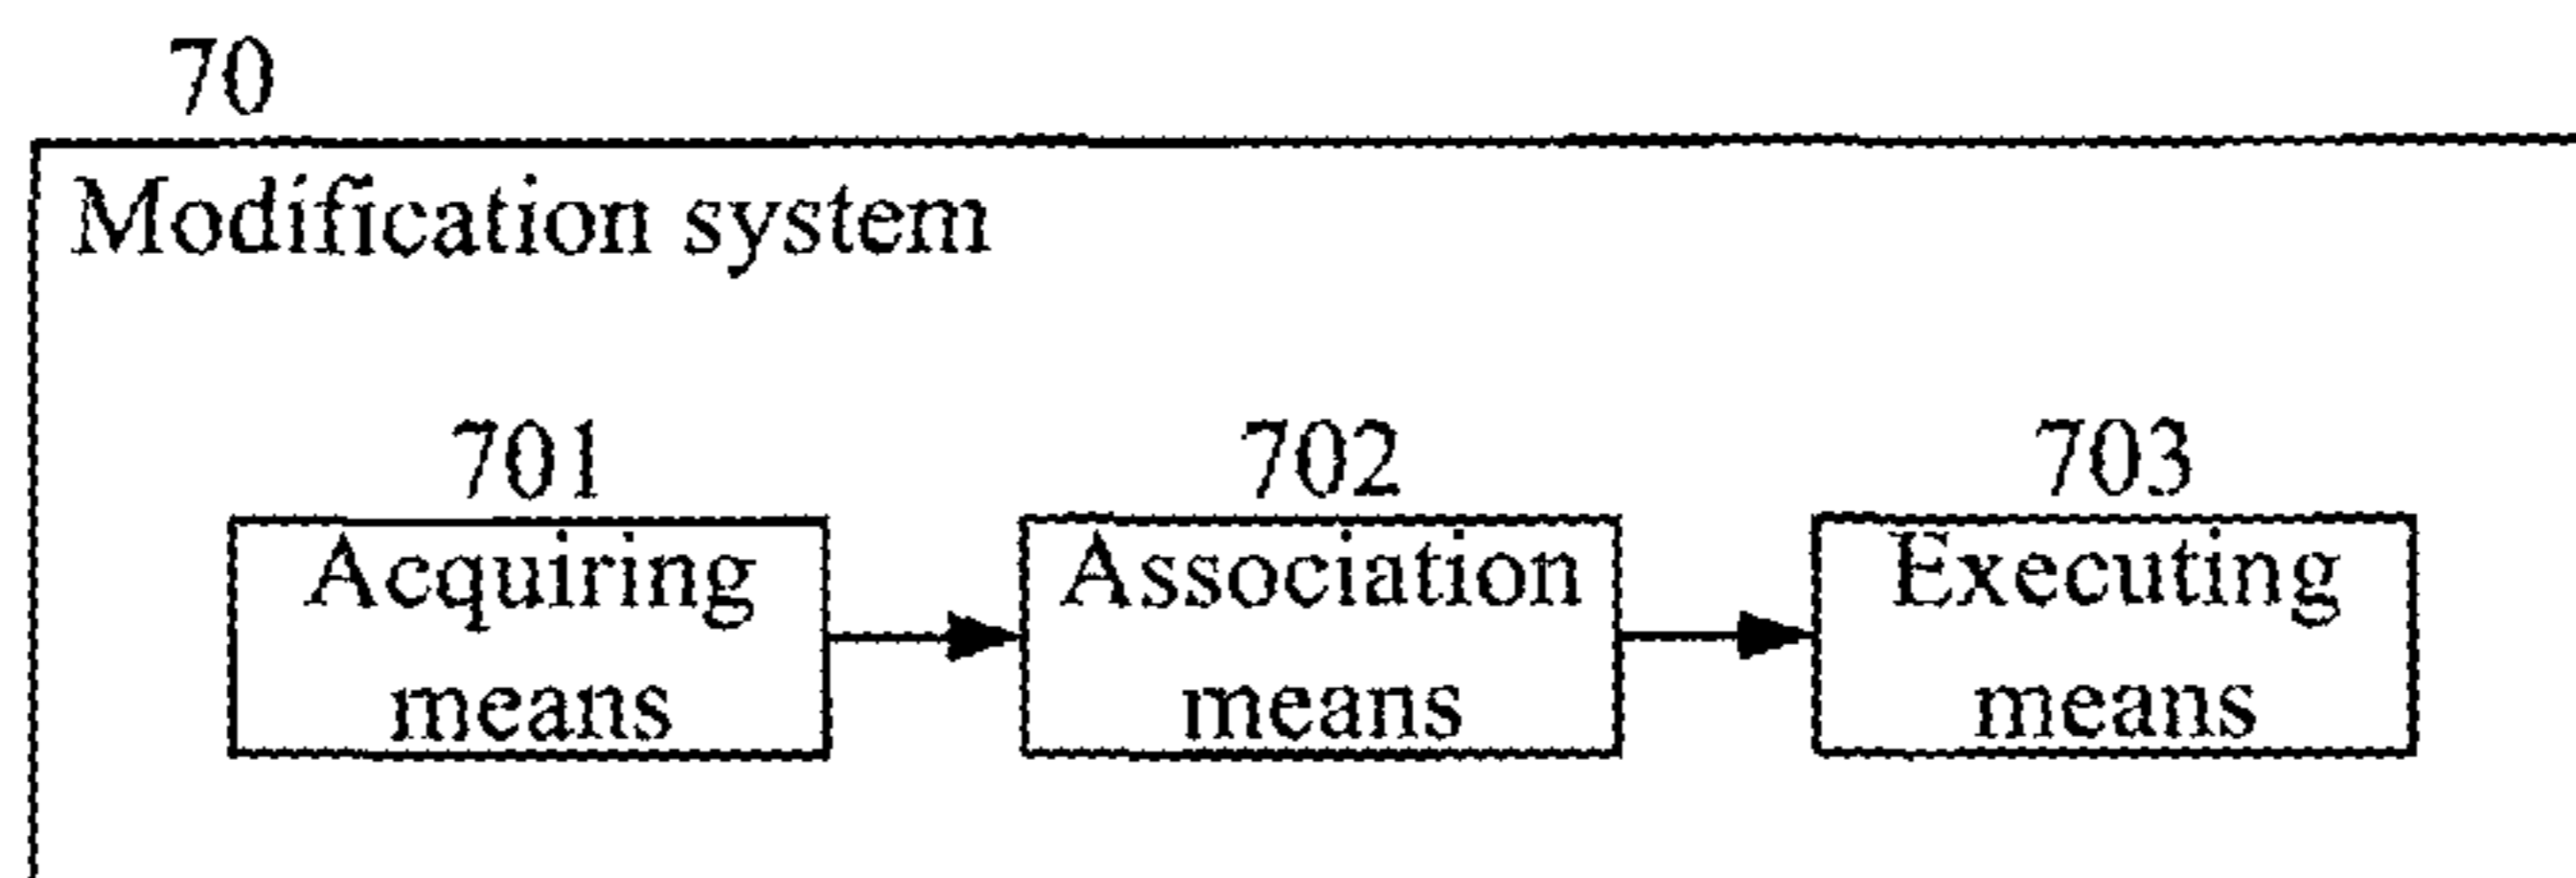 70
Modification system
701
702
703
Acquiring
means
Association
means
Executing
means